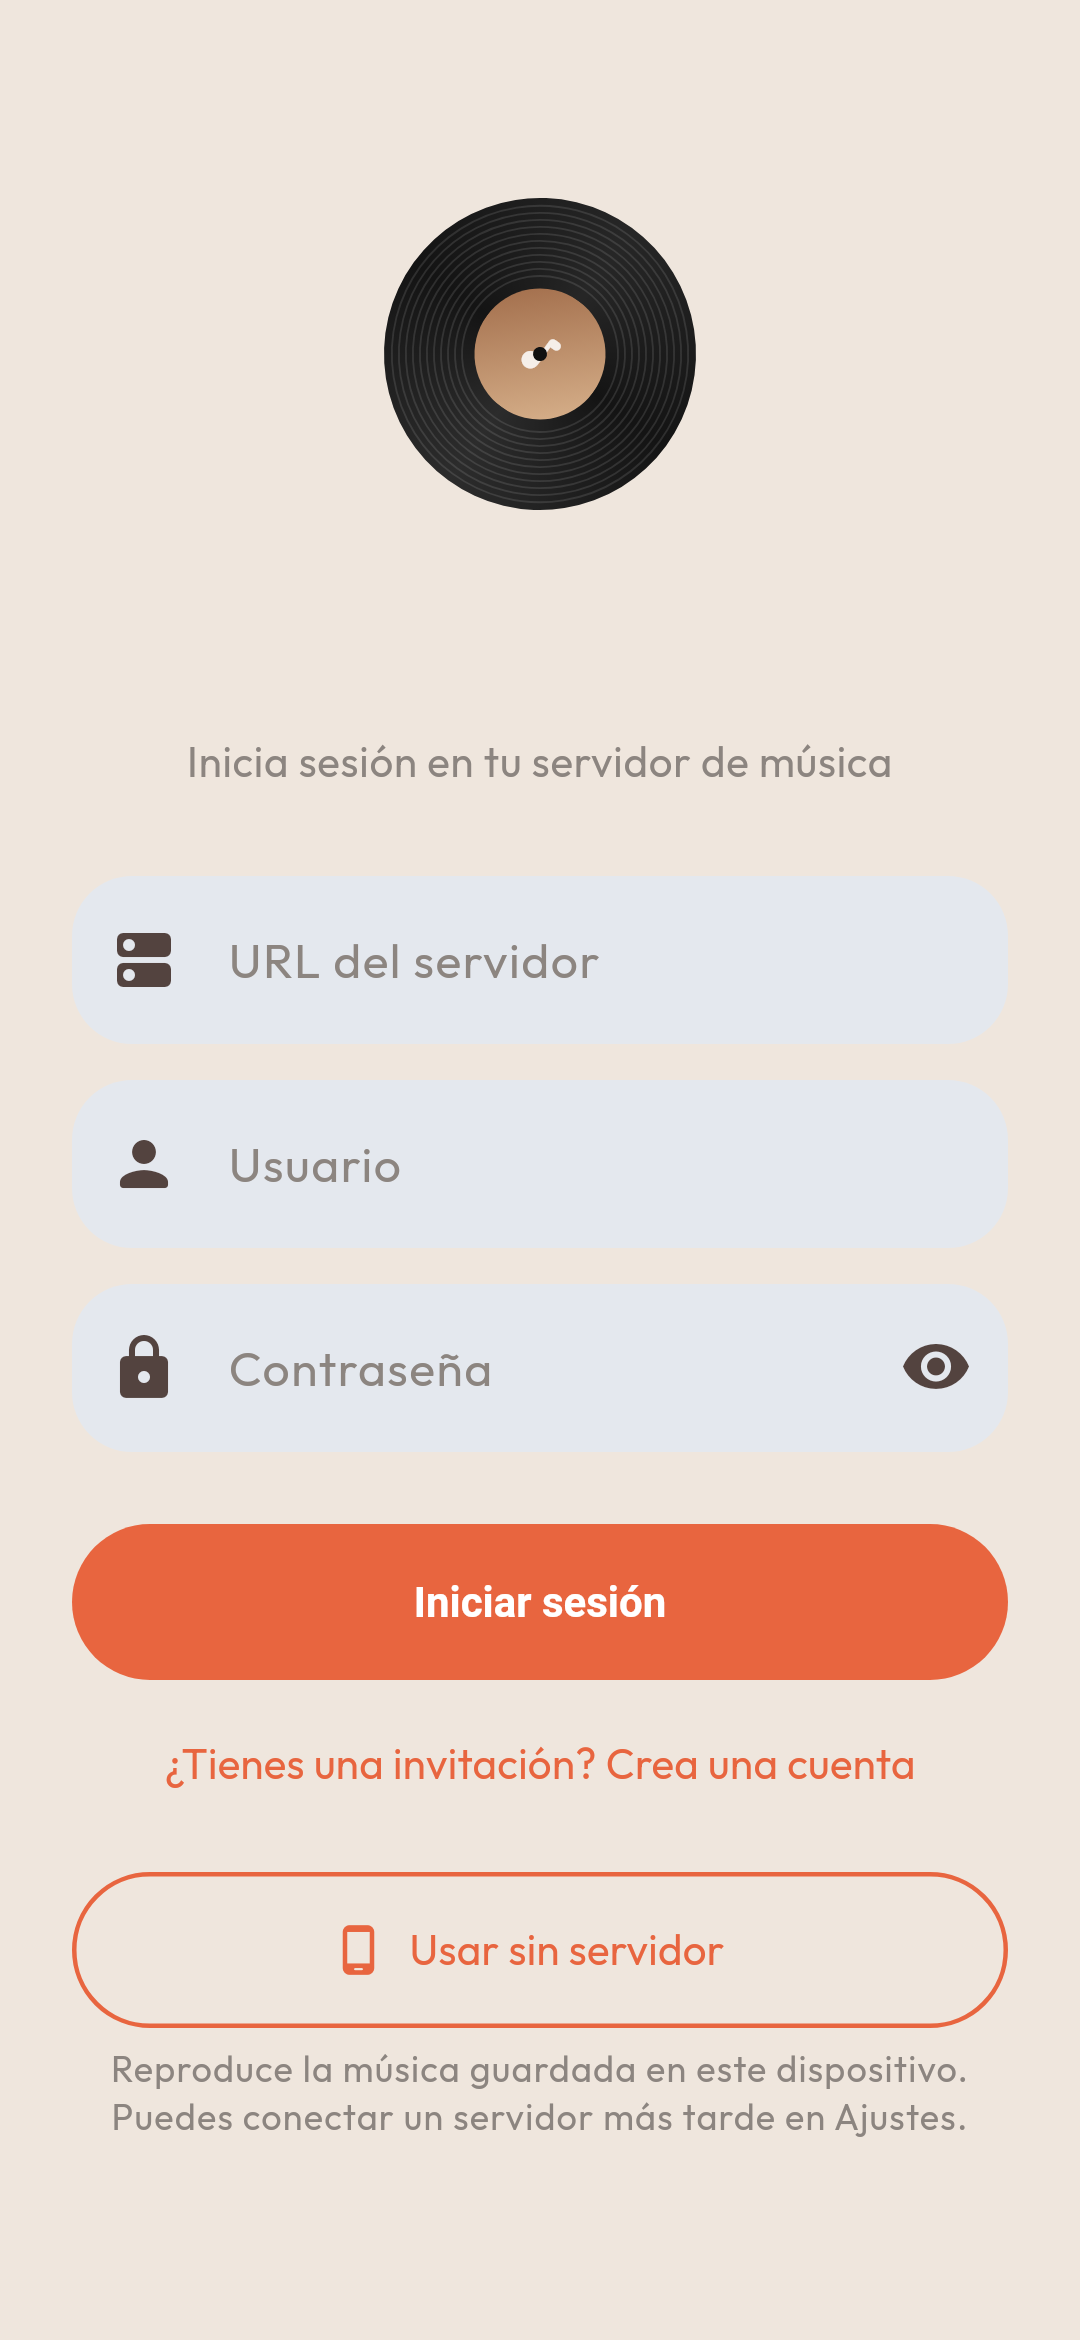 Inicia sesión en tu servidor de música
URL del servidor
Usuario
Contraseña
Iniciar sesión
¿Tienes una invitación? Crea una cuenta
Usar sin servidor
Reproduce la música guardada en este dispositivo.
Puedes conectar un servidor más tarde en Ajustes.